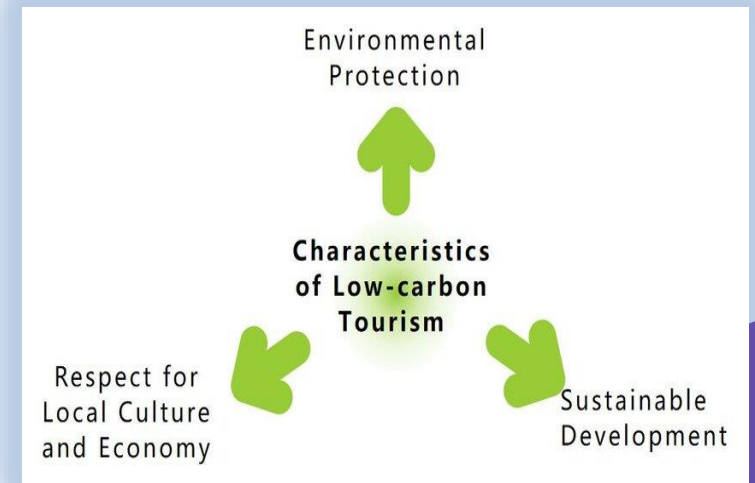 Environmental
Protection
Characteristics
of Low-carbon
Tourism
Respect for
Local Culture
and Economy
Sustainable
Development